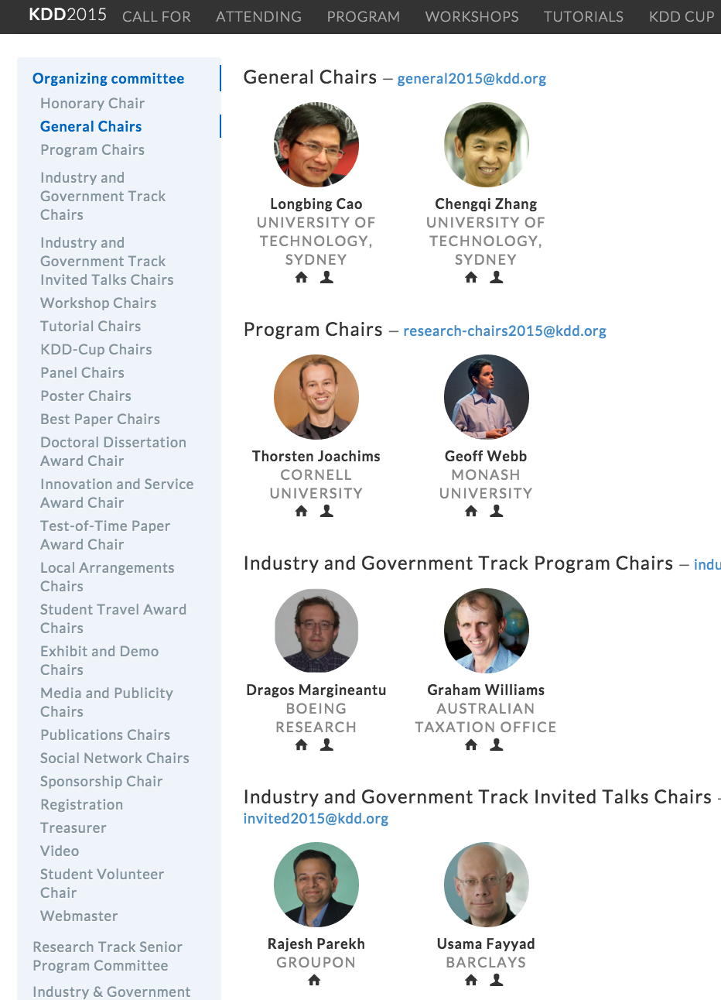 KDD2015 CALL FOR ATTENDING PROGRAM WORKSHOPS TUTORIALS KDD CUP
Organizing committee
Honorary Chair
General Chairs
Program Chairs
Industry and
Government Track
Chairs
Industry and
Government Track
Invited Talks Chairs
Workshop Chairs
Tutorial Chairs
KDD-Cup Chairs
Panel Chairs
Poster Chairs
Best Paper Chairs
Doctoral Dissertation
Award Chair
Innovation and Service
Award Chair
Test-of-Time Paper
Award Chair
Local Arrangements
Chairs
Student Travel Award
Chairs
Exhibit and Demo
Chairs
Media and Publicity
Chairs
Publications Chairs
Social Network Chairs
Sponsorship Chair
Registration
Treasurer
Video
Student Volunteer
Chair
Webmaster
Research Track Senior
Program Committee
Industry & Government
General Chairs — general2015@kdd.org
Longbing Cao
UNIVERSITY OF
TECHNOLOGY,
SYDNEY
Chengqi Zhang
UNIVERSITY OF
TECHNOLOGY,
SYDNEY
Program Chairs — research-chairs2015@kdd.org
Thorsten Joachims
CORNELL
UNIVERSITY
Geoff Webb
MONASH
UNIVERSITY
Industry and Government Track Program Chairs — indu
Dragos Margineantu
BOEING
RESEARCH
Graham Williams
AUSTRALIAN
TAXATION OFFICE
Industry and Government Track Invited Talks Chairs —
invited2015@kdd.org
Rajesh Parekh
GROUPON
Usama Fayyad
BARCLAYS